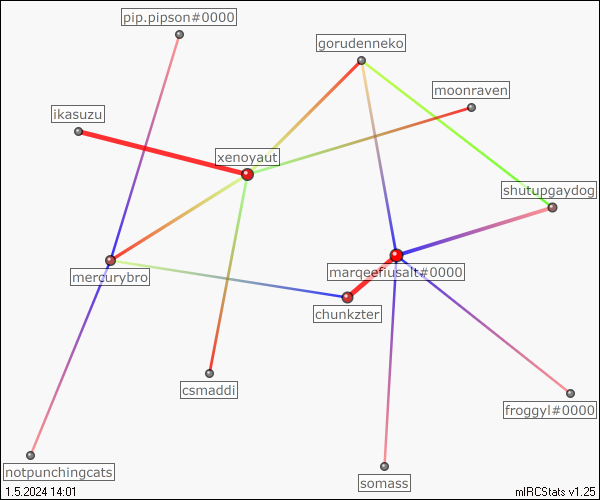 pip.pipson#0000
gorudenneko
moonraven
ikasuzu
xenoyaut
shutupgaydog
marqeefiusalt#0000
mercurybro
chunkzter
csmaddi
froggyl#0000
notpunchingcats
somass
1.5.2024 14:01
mIRCStats v1.25